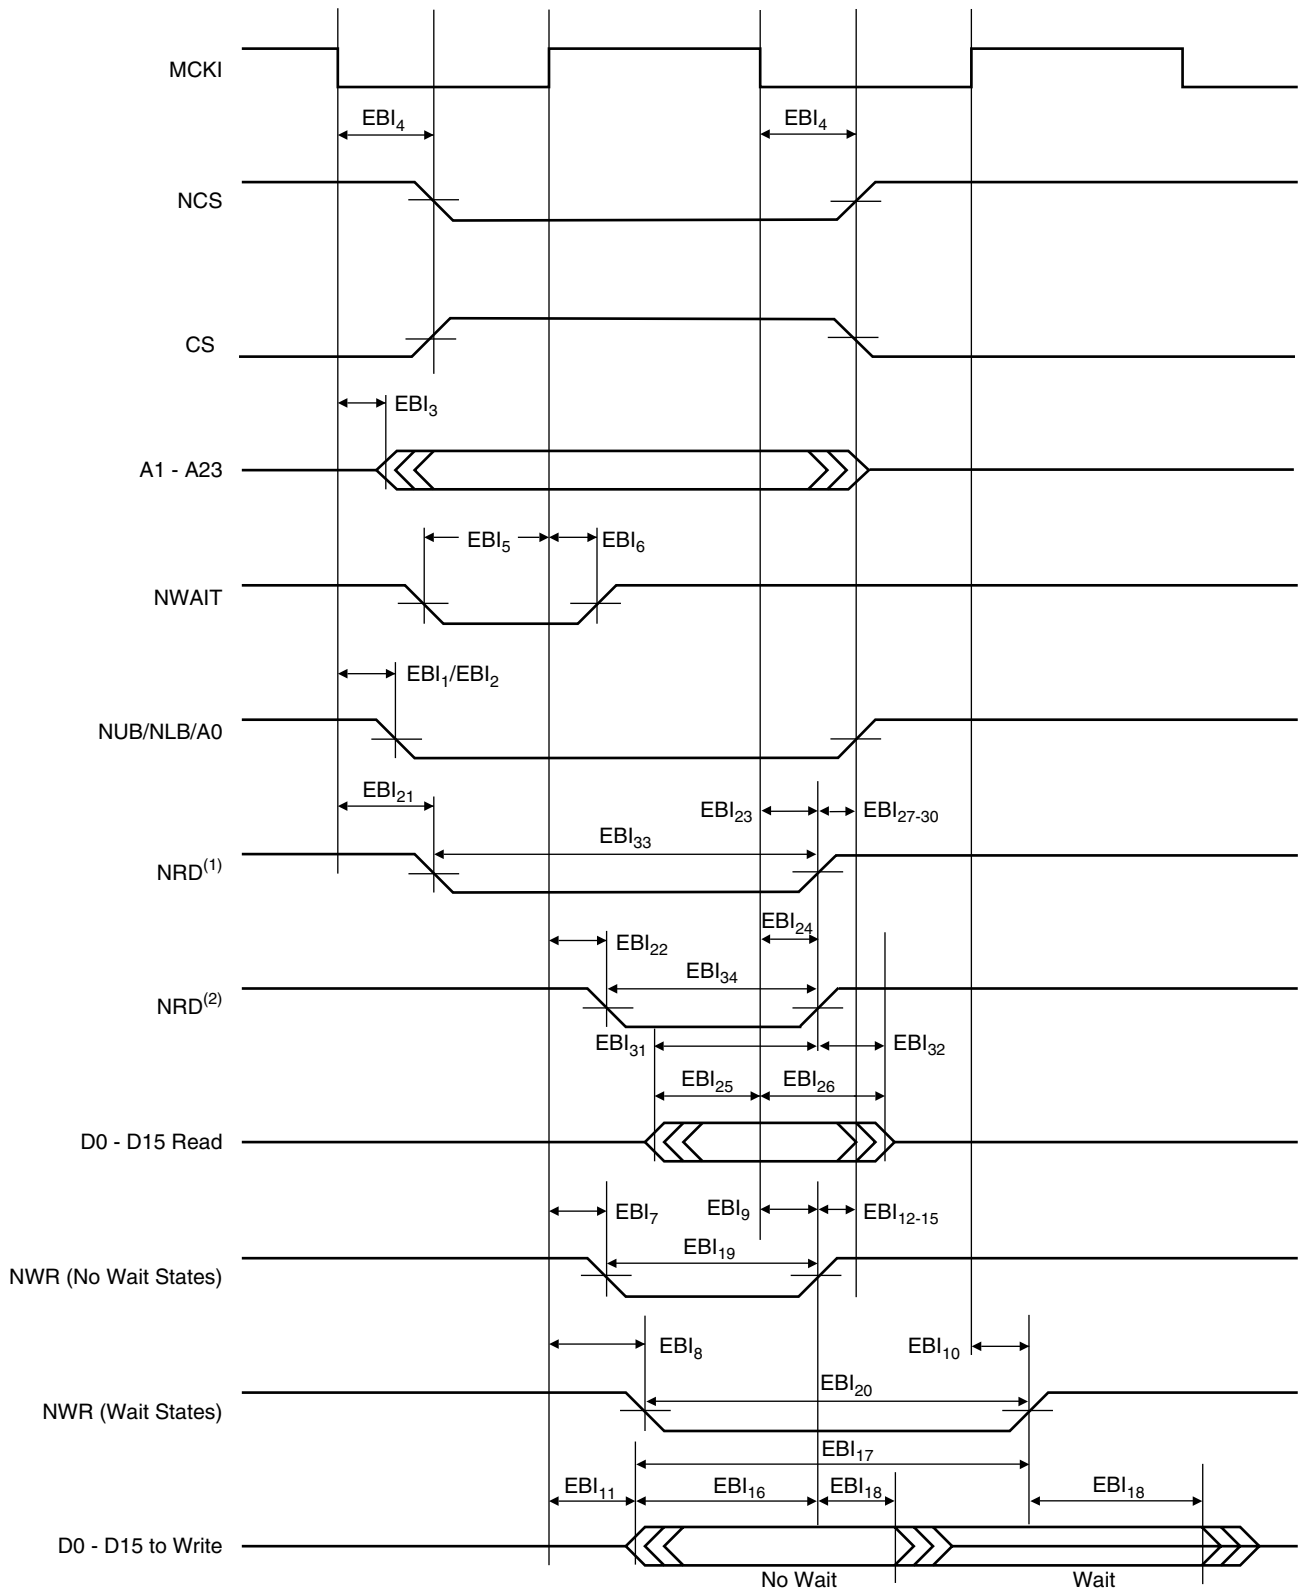 MCKI
EBI4 EBI4
NCS
CS
EBI3
A1 - A23
EBI5 EBI6
NWAIT
EBI1/EBI2
NUB/NLB/A0
EBI21 EBI23 EBI27-30
EBI33
NRD(1)
EBI22 EBI24
EBI34
NRD(2)
EBI31 EBI32
EBI25 EBI26
D0 - D15 Read
EBI7 EBI9 EBI12-15
EBI19
NWR (No Wait States)
EBI8 EBI10
EBI20
NWR (Wait States)
EBI17
EBI11 EBI16 EBI18 EBI18
D0 - D15 to Write
No Wait Wait